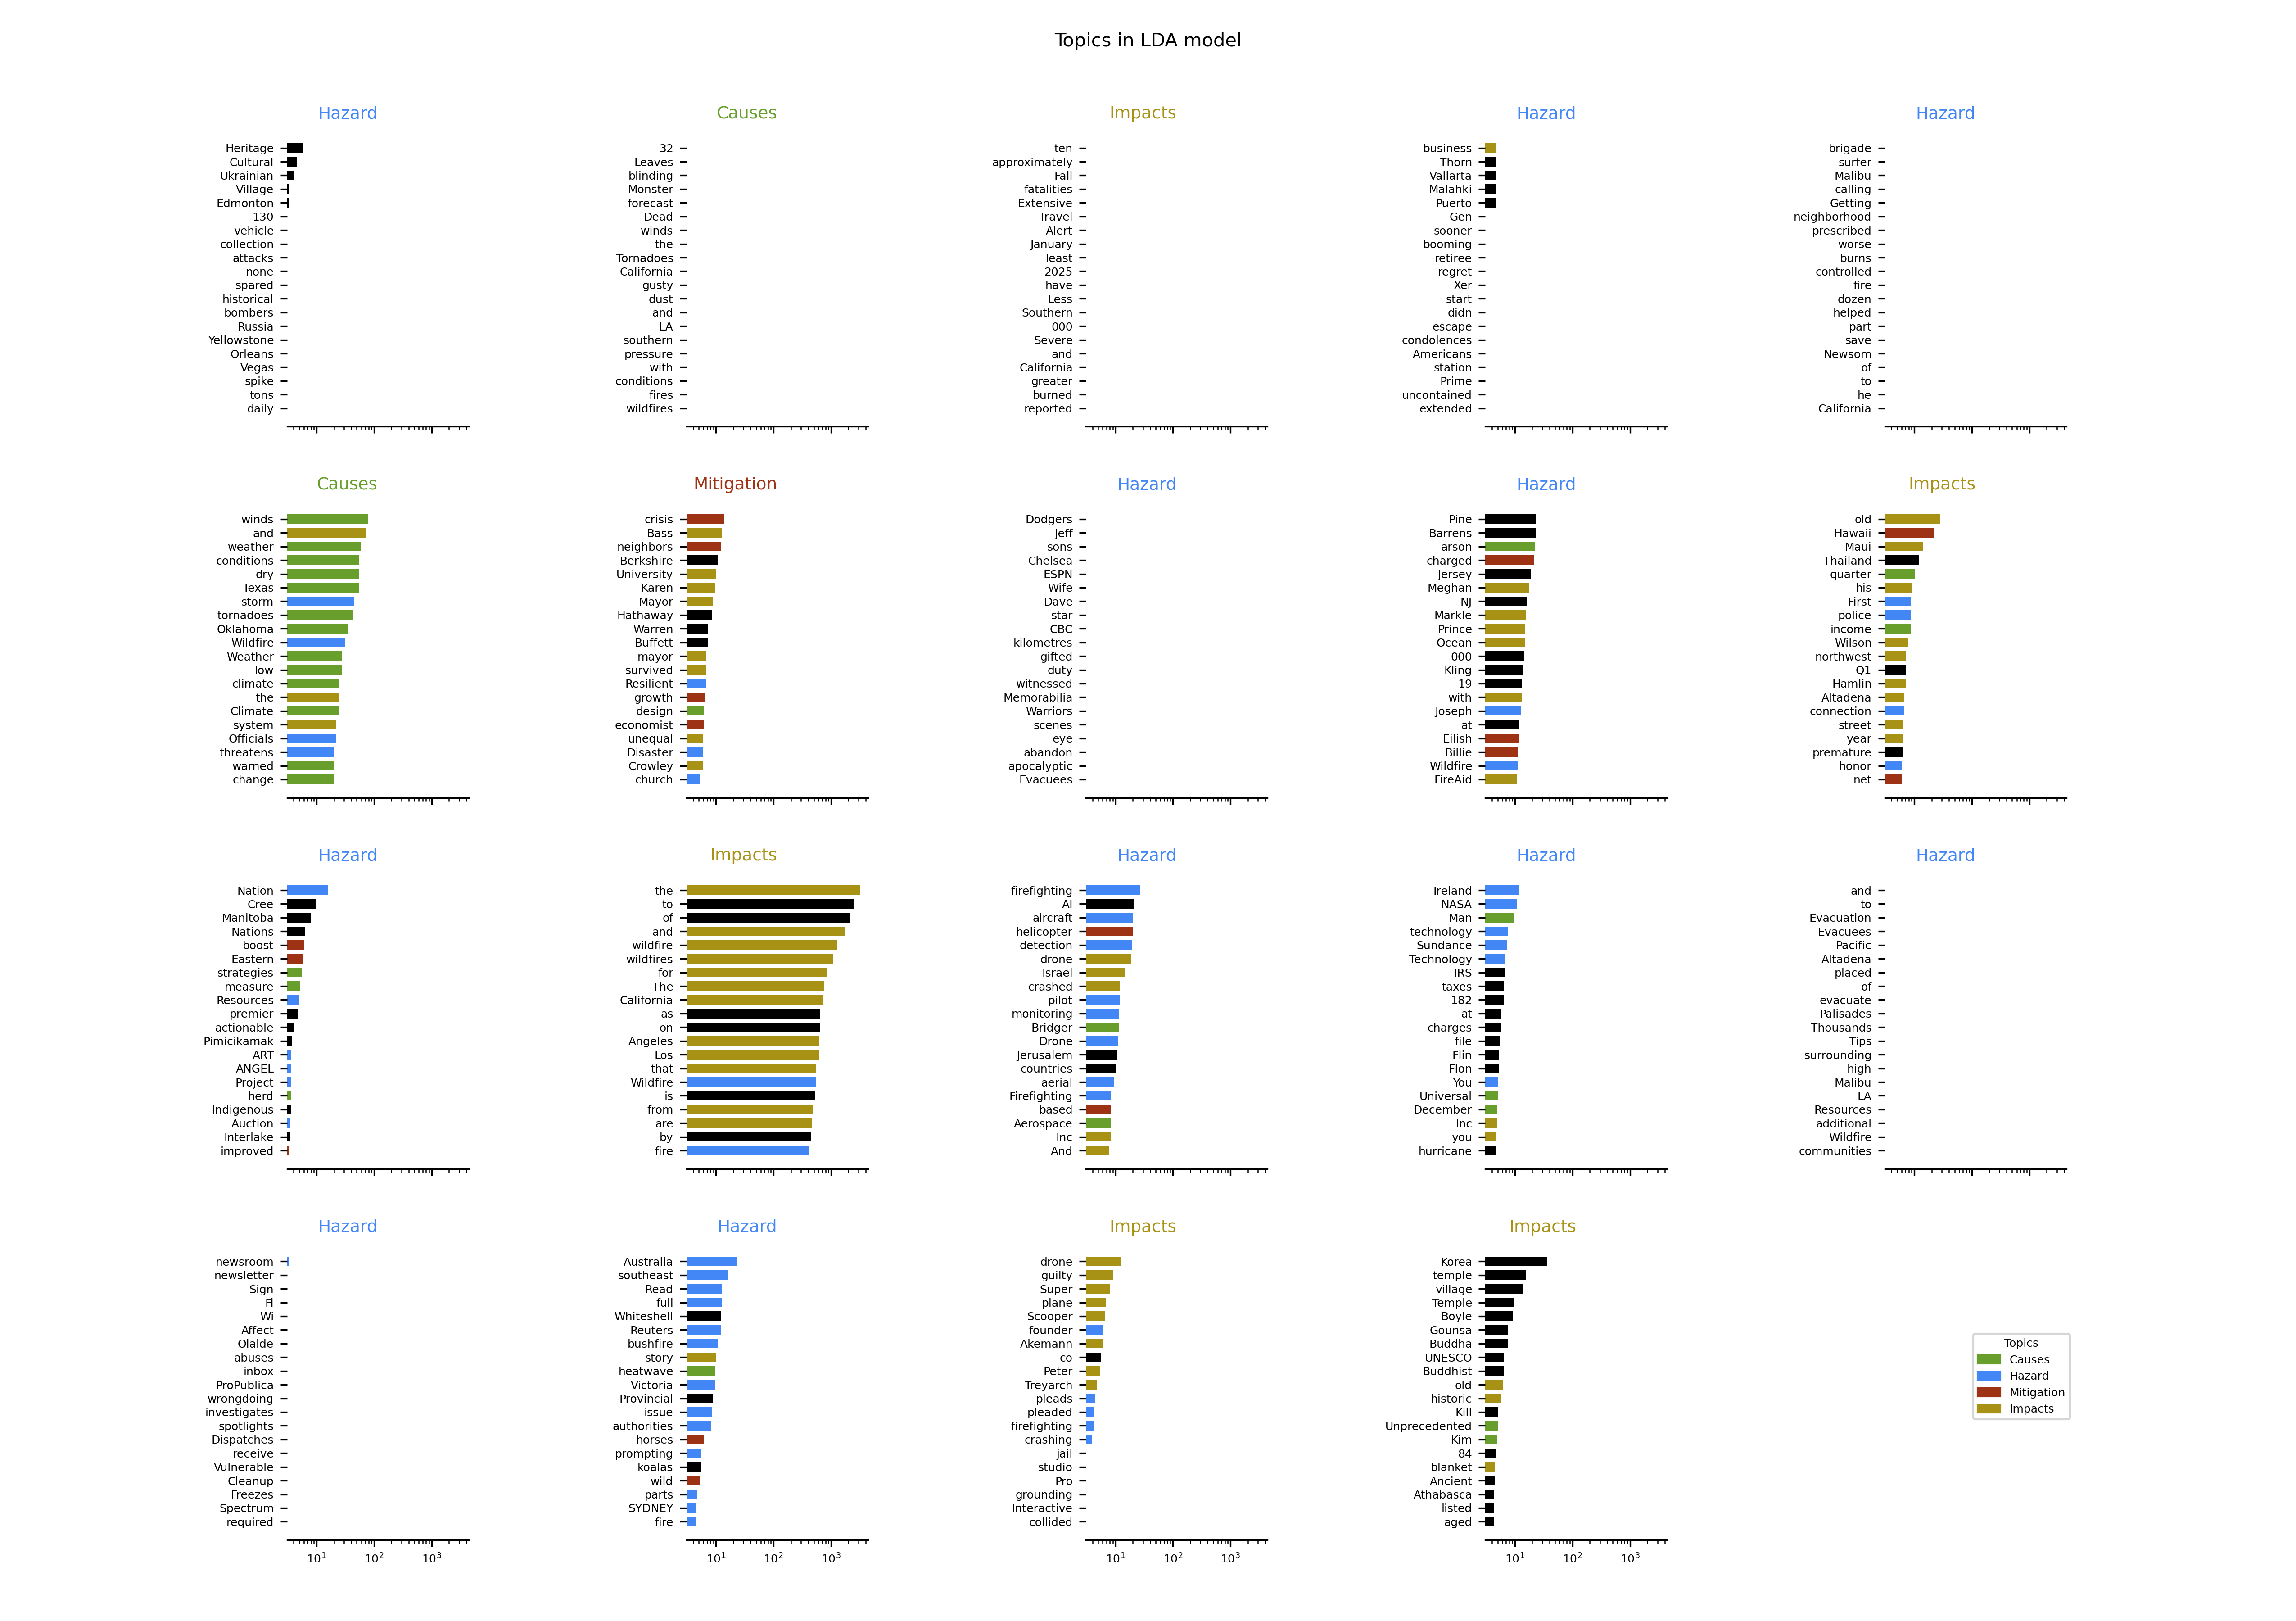 Topics in LDA model
Hazard
Heritage
Cultural
Ukrainian
Village
Edmonton
130
vehicle
collection
attacks
none
spared
historical
bombers
Russia
Yellowstone
Orleans
Vegas
spike
tons
daily
Causes
32
Leaves
blinding
Monster
forecast
Dead
winds
the
Tornadoes
California
gusty
dust
and
LA
southern
pressure
with
conditions
fires
wildfires
Impacts
ten
approximately
Fall
fatalities
Extensive
Travel
Alert
January
least
2025
have
Less
Southern
000
Severe
and
California
greater
burned
reported
Hazard
business
Thorn
Vallarta
Malahki
Puerto
Gen
sooner
booming
retiree
regret
Xer
start
didn
escape
condolences
Americans
station
Prime
uncontained
extended
Hazard
brigade
surfer
Malibu
calling
Getting
neighborhood
prescribed
worse
burns
controlled
fire
dozen
helped
part
save
Newsom
of
to
he
California
Causes
winds
and
weather
conditions
dry
Texas
storm
tornadoes
Oklahoma
Wildfire
Weather
low
climate
the
Climate
system
Officials
threatens
warned
change
Mitigation
crisis
Bass
neighbors
Berkshire
University
Karen
Mayor
Hathaway
Warren
Buffett
mayor
survived
Resilient
growth
design
economist
unequal
Disaster
Crowley
church
Hazard
Dodgers
Jeff
sons
Chelsea
ESPN
Wife
Dave
star
CBC
kilometres
gifted
duty
witnessed
Memorabilia
Warriors
scenes
eye
abandon
apocalyptic
Evacuees
Hazard
Pine
Barrens
arson
charged
Jersey
Meghan
NJ
Markle
Prince
Ocean
000
Kling
19
with
Joseph
at
Eilish
Billie
Wildfire
FireAid
Impacts
old
Hawaii
Maui
Thailand
quarter
his
First
police
income
Wilson
northwest
Q1
Hamlin
Altadena
connection
street
year
premature
honor
net
Hazard
Nation
Cree
Manitoba
Nations
boost
Eastern
strategies
measure
Resources
premier
actionable
Pimicikamak
ART
ANGEL
Project
herd
Indigenous
Auction
Interlake
improved
Impacts
the
to
of
and
wildfire
wildfires
for
The
California
as
on
Angeles
Los
that
Wildfire
is
from
are
by
fire
Hazard
firefighting
AI
aircraft
helicopter
detection
drone
Israel
crashed
pilot
monitoring
Bridger
Drone
Jerusalem
countries
aerial
Firefighting
based
Aerospace
Inc
And
Hazard
Ireland
NASA
Man
technology
Sundance
Technology
IRS
taxes
182
at
charges
file
Flin
Flon
You
Universal
December
Inc
you
hurricane
Hazard
and
to
Evacuation
Evacuees
Pacific
Altadena
placed
of
evacuate
Palisades
Thousands
Tips
surrounding
high
Malibu
LA
Resources
additional
Wildfire
communities
Hazard
newsroom
newsletter
Sign
Fi
Wi
Affect
Olalde
abuses
inbox
ProPublica
wrongdoing
investigates
spotlights
Dispatches
receive
Vulnerable
Cleanup
Freezes
Spectrum
required
10¹ 10² 10³
Hazard
Australia
southeast
Read
full
Whiteshell
Reuters
bushfire
story
heatwave
Victoria
Provincial
issue
authorities
horses
prompting
koalas
wild
parts
SYDNEY
fire
10¹ 10² 10³
Impacts
drone
guilty
Super
plane
Scooper
founder
Akemann
co
Peter
Treyarch
pleads
pleaded
firefighting
crashing
jail
studio
Pro
grounding
Interactive
collided
10¹ 10² 10³
Impacts
Korea
temple
village
Temple
Boyle
Gounsa
Buddha
UNESCO
Buddhist
old
historic
Kill
Unprecedented
Kim
84
blanket
Ancient
Athabasca
listed
aged
10¹ 10² 10³
Topics
Causes
Hazard
Mitigation
Impacts